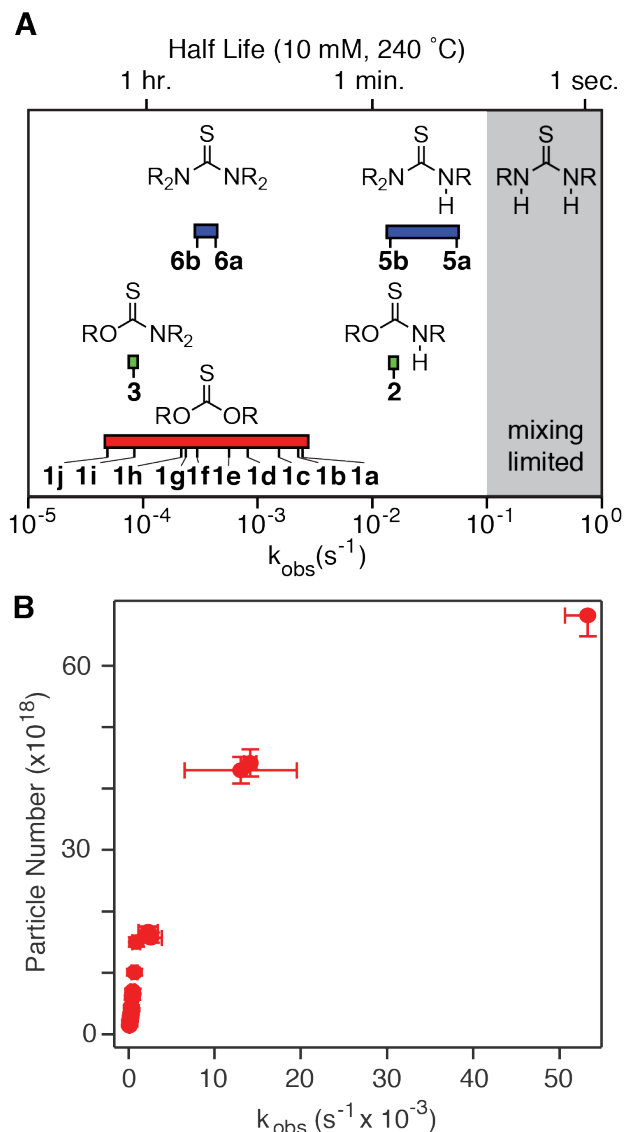 A
Half Life (10 mM, 240 ˚C)
1 hr. 1 min. 1 sec.
S S S
R₂N NR₂ R₂N NR RN NR
H H H
6b 6a 5b 5a
S S
RO NR₂ RO NR
H
3 2
S
RO OR
mixing
limited
1j 1i 1h 1g 1f 1e 1d 1c 1b 1a
10⁻⁵ 10⁻⁴ 10⁻³ 10⁻² 10⁻¹ 10⁰
kobs(s⁻¹)
B
Particle Number (x10¹⁸)
60
30
0
0 10 20 30 40 50
kobs (s⁻¹ x 10⁻³)